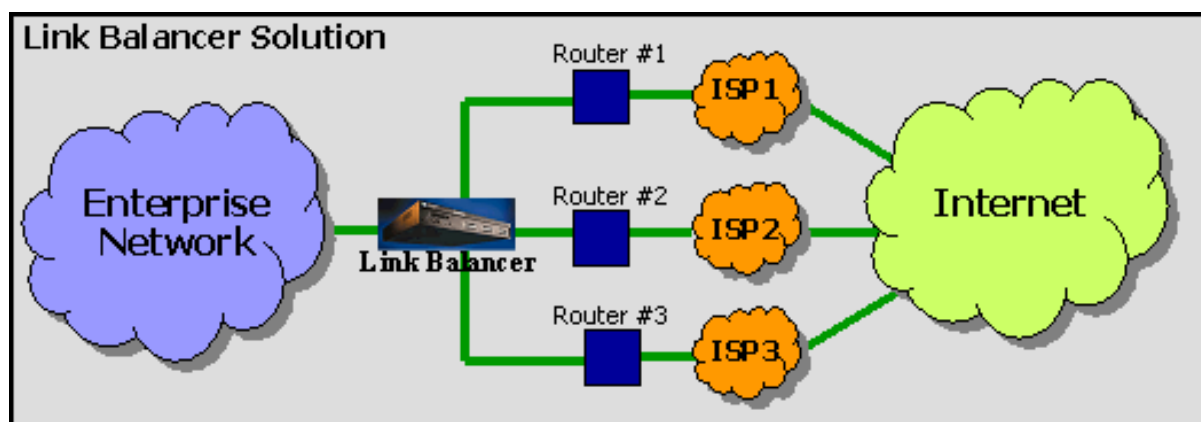 Link Balancer Solution
Router #1
ISP1
Enterprise
Network
Link Balancer
Router #2
ISP2
Internet
Router #3
ISP3